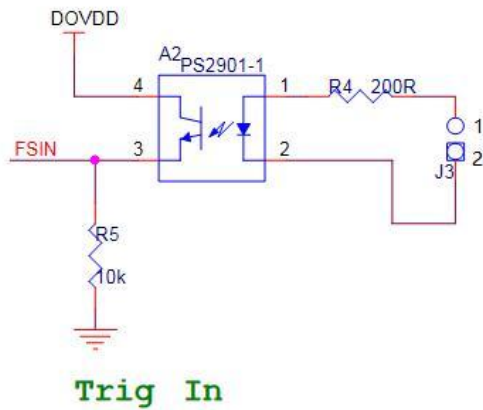 DOVDD
A2
PS2901-1
4
1
R4 200R
1
FSIN
3
2
2
J3
R5
10k
Trig In